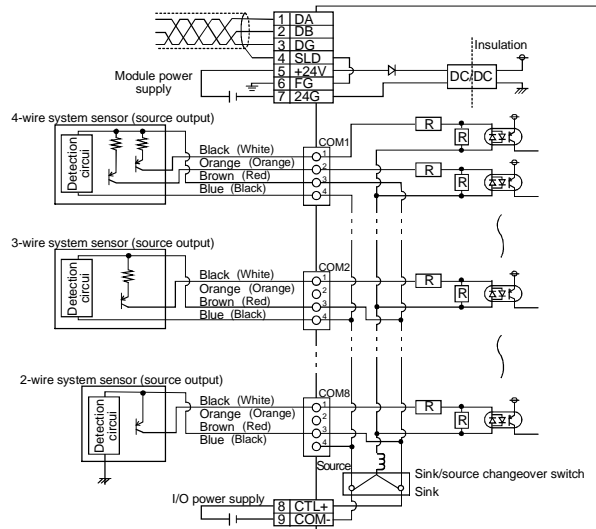 1 DA
2 DB
3 DG
4 SLD
5 +24V
6 FG
7 24G
Insulation
DC/DC
Module power
supply
4-wire system sensor (source output)
Detection
circui
Black (White)
Orange (Orange)
Brown (Red)
Blue (Black)
COM1
1
2
3
4
R
R
R
R
3-wire system sensor (source output)
Detection
circui
Black (White)
Orange (Orange)
Brown (Red)
Blue (Black)
COM2
1
2
3
4
R
R
2-wire system sensor (source output)
Detection
circui
Black (White)
Orange (Orange)
Brown (Red)
Blue (Black)
COM8
1
2
3
4
R
R
Source
Sink/source changeover switch
Sink
I/O power supply
8 CTL+
9 COM-